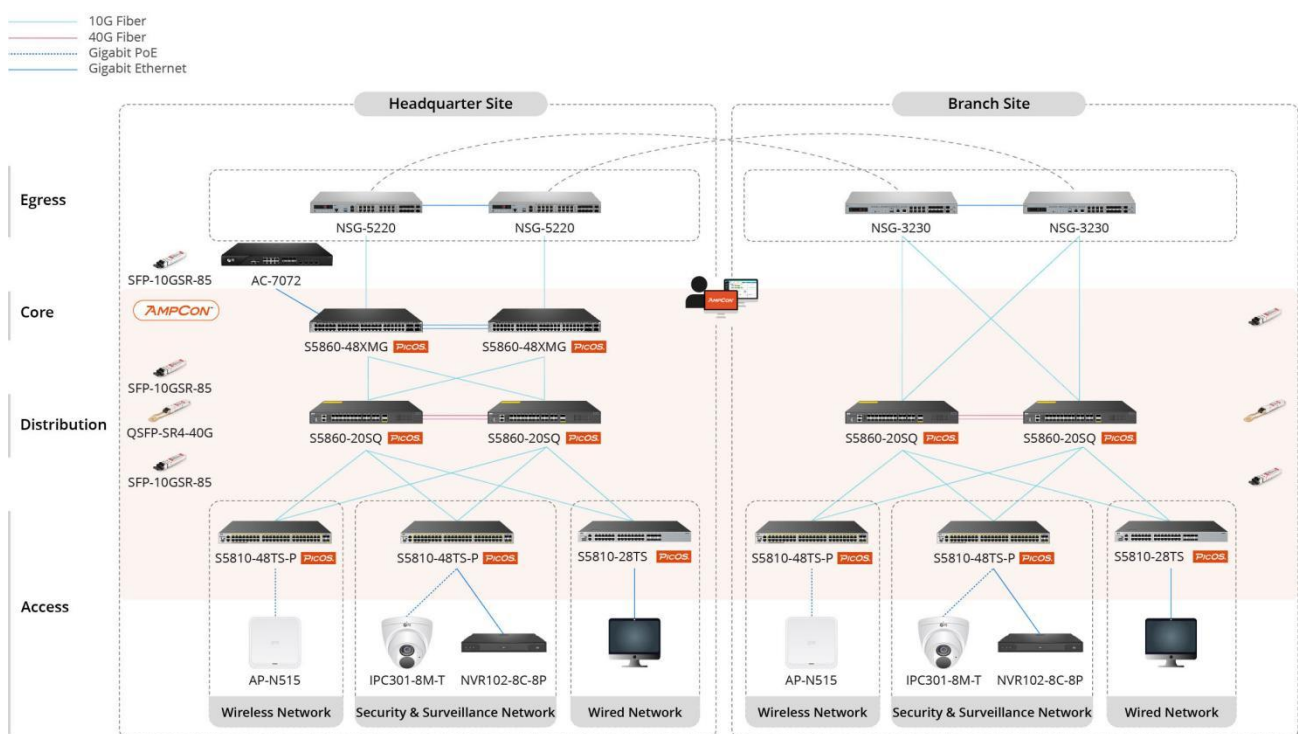 10G Fiber
40G Fiber
Gigabit PoE
Gigabit Ethernet
Headquarter Site
Branch Site
Egress
NSG-5220
NSG-5220
NSG-3230
NSG-3230
SFP-10GSR-85
AC-7072
Core
AMPCON™
AMPCON
S5860-48XMG PICOS
S5860-48XMG PICOS
SFP-10GSR-85
Distribution
QSFP-SR4-40G
S5860-20SQ PICOS
S5860-20SQ PICOS
S5860-20SQ PICOS
S5860-20SQ PICOS
SFP-10GSR-85
S5810-48TS-P PICOS
S5810-48TS-P PICOS
S5810-28TS PICOS
S5810-48TS-P PICOS
S5810-48TS-P PICOS
S5810-28TS PICOS
Access
AP-N515
IPC301-8M-T
NVR102-8C-8P
AP-N515
IPC301-8M-T
NVR102-8C-8P
Wireless Network
Security & Surveillance Network
Wired Network
Wireless Network
Security & Surveillance Network
Wired Network